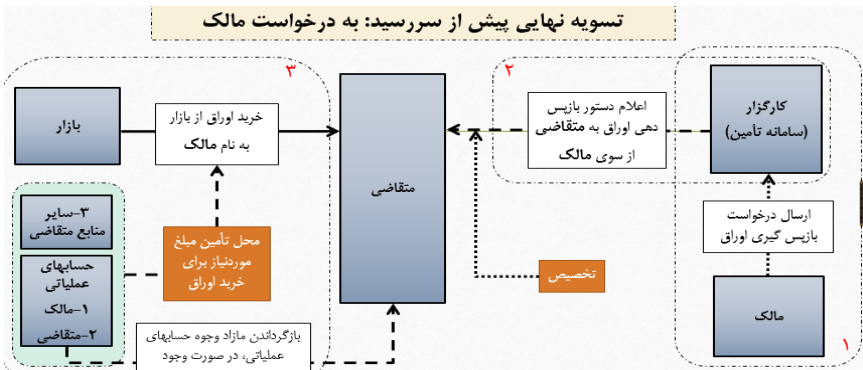 تسویه نهایی پیش از سررسید: به درخواست مالک
۱
مالک
ارسال درخواست
بازپس گیری اوراق
کارگزار
(سامانه تأمین)
۲
اعلام دستور بازپس
دهی اوراق به متقاضی
از سوی مالک
تخصیص
متقاضی
۳
بازار
خرید اوراق از بازار
به نام مالک
محل تأمین مبلغ
موردنیاز برای
خرید اوراق
۳-سایر
منابع متقاضی
حسابهای
عملیاتی
۱-مالک
۲-متقاضی
بازگرداندن مازاد وجوه حسابهای
عملیاتی، در صورت وجود